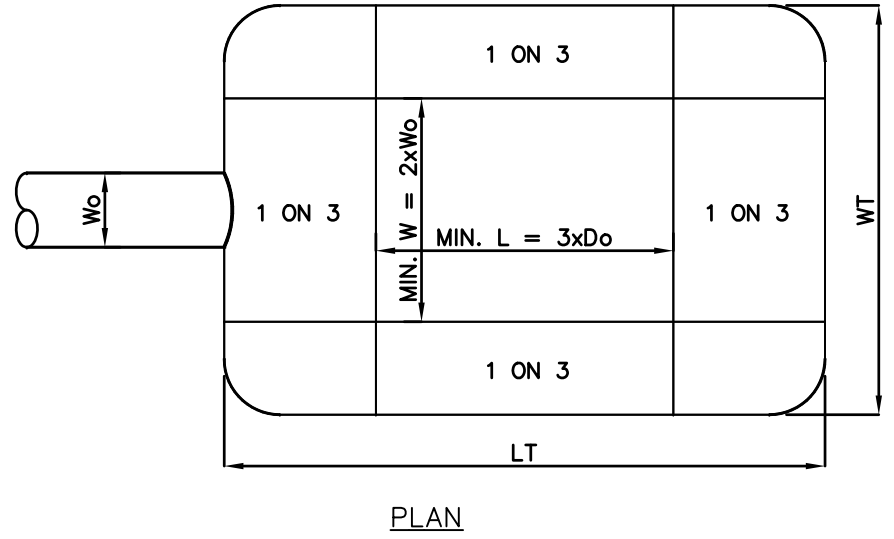 1 ON 3
Wo
1 ON 3
MIN. W = 2xWo
MIN. L = 3xDo
1 ON 3
WT
1 ON 3
LT
PLAN